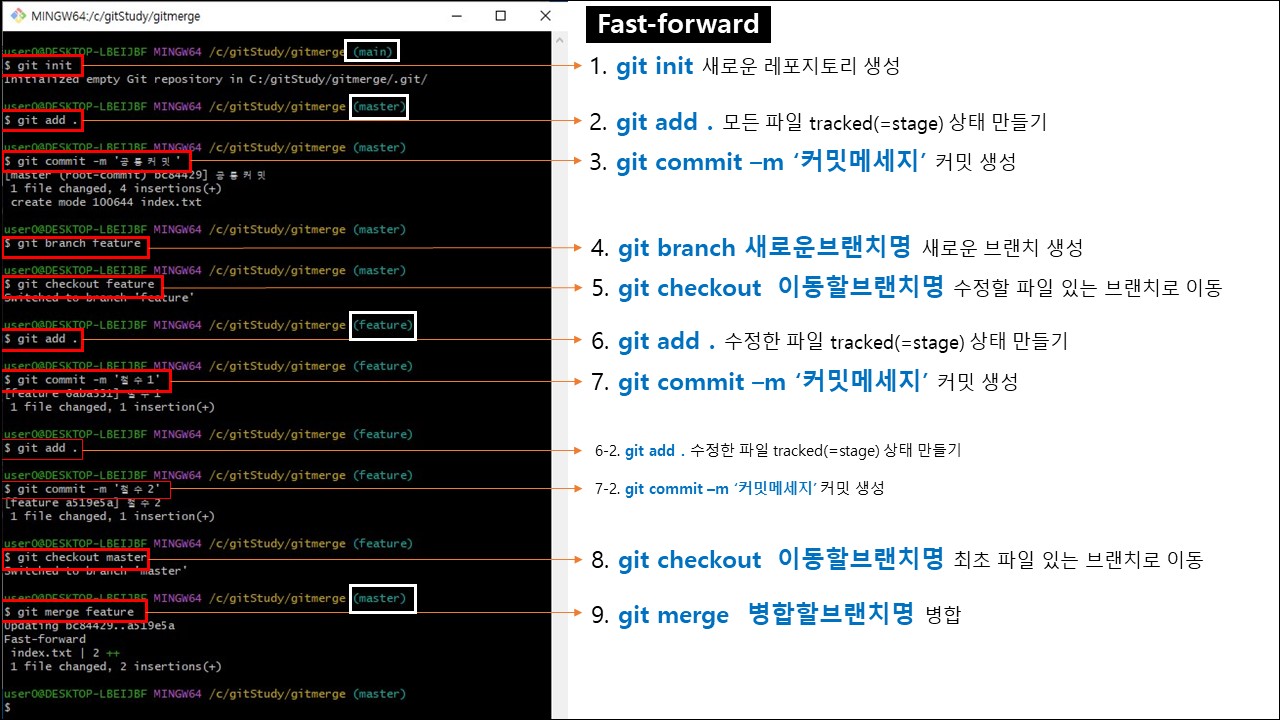 MINGW64:/c/gitStudy/gitmerge
user0@DESKTOP-LBEIJBF MINGW64 /c/gitStudy/gitmerge (main)
$ git init
Initialized empty Git repository in C:/gitStudy/gitmerge/.git/
user0@DESKTOP-LBEIJBF MINGW64 /c/gitStudy/gitmerge (master)
$ git add .
user0@DESKTOP-LBEIJBF MINGW64 /c/gitStudy/gitmerge (master)
$ git commit -m '공통커밋'
[master (root-commit) bc84429] 공통커밋
1 file changed, 4 insertions(+)
create mode 100644 index.txt
user0@DESKTOP-LBEIJBF MINGW64 /c/gitStudy/gitmerge (master)
$ git branch feature
user0@DESKTOP-LBEIJBF MINGW64 /c/gitStudy/gitmerge (master)
$ git checkout feature
Switched to branch 'feature'
user0@DESKTOP-LBEIJBF MINGW64 /c/gitStudy/gitmerge (feature)
$ git add .
user0@DESKTOP-LBEIJBF MINGW64 /c/gitStudy/gitmerge (feature)
$ git commit -m '철수1'
[feature 6aba331] 철수1
1 file changed, 1 insertion(+)
user0@DESKTOP-LBEIJBF MINGW64 /c/gitStudy/gitmerge (feature)
$ git add .
user0@DESKTOP-LBEIJBF MINGW64 /c/gitStudy/gitmerge (feature)
$ git commit -m '철수2'
[feature a519e5a] 철수2
1 file changed, 1 insertion(+)
user0@DESKTOP-LBEIJBF MINGW64 /c/gitStudy/gitmerge (feature)
$ git checkout master
Switched to branch 'master'
user0@DESKTOP-LBEIJBF MINGW64 /c/gitStudy/gitmerge (master)
$ git merge feature
Updating bc84429..a519e5a
Fast-forward
index.txt | 2 ++
1 file changed, 2 insertions(+)
user0@DESKTOP-LBEIJBF MINGW64 /c/gitStudy/gitmerge (master)
$
Fast-forward
1. git init 새로운 레포지토리 생성
2. git add . 모든 파일 tracked(=stage) 상태 만들기
3. git commit –m ‘커밋메세지’ 커밋 생성
4. git branch 새로운브랜치명 새로운 브랜치 생성
5. git checkout 이동할브랜치명 수정할 파일 있는 브랜치로 이동
6. git add . 수정한 파일 tracked(=stage) 상태 만들기
7. git commit –m ‘커밋메세지’ 커밋 생성
6-2. git add . 수정한 파일 tracked(=stage) 상태 만들기
7-2. git commit –m ‘커밋메세지’ 커밋 생성
8. git checkout 이동할브랜치명 최초 파일 있는 브랜치로 이동
9. git merge 병합할브랜치명 병합